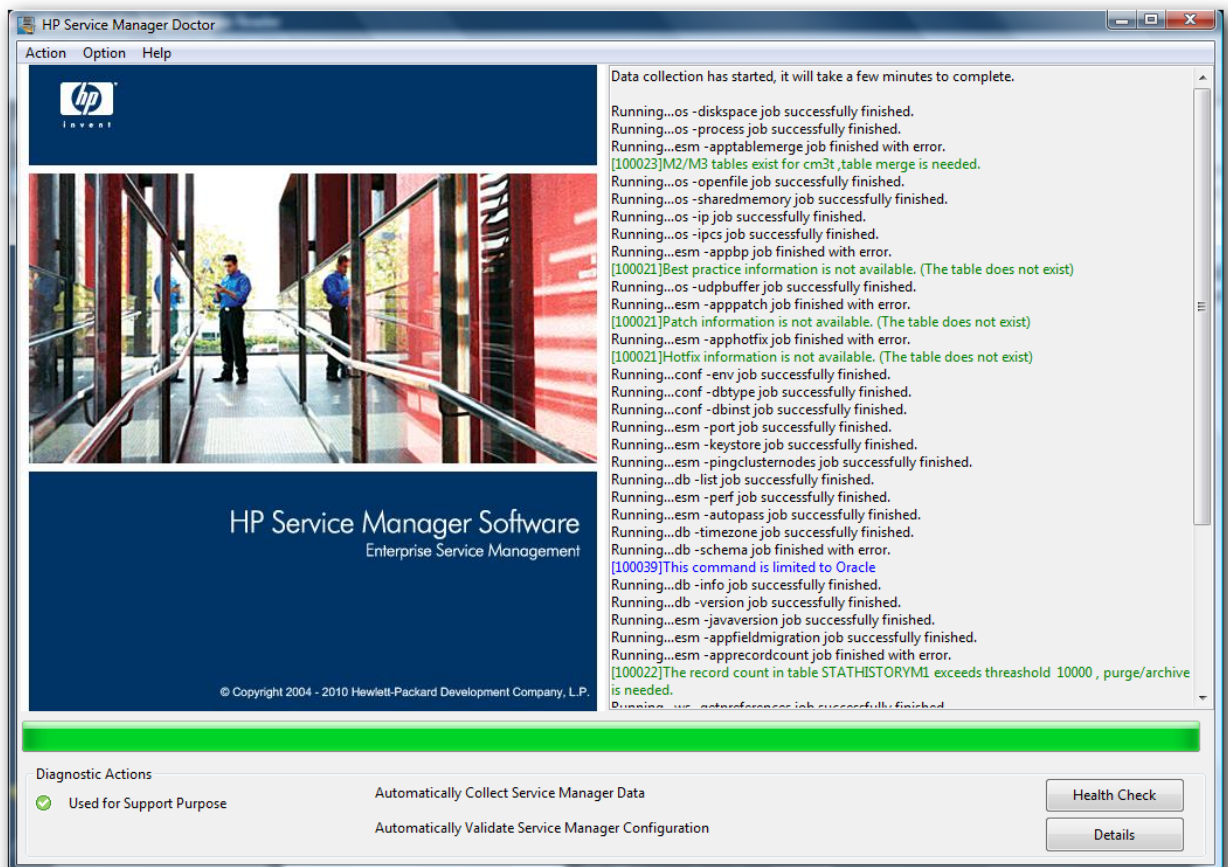 HP Service Manager Doctor
Action Option Help
hp
invent
HP Service Manager Software
Enterprise Service Management
© Copyright 2004 - 2010 Hewlett-Packard Development Company, L.P.
Data collection has started, it will take a few minutes to complete.
Running...os -diskspace job successfully finished.
Running...os -process job successfully finished.
Running...esm -apptablemerge job finished with error.
[100023]M2/M3 tables exist for cm3t ,table merge is needed.
Running...os -openfile job successfully finished.
Running...os -sharedmemory job successfully finished.
Running...os -ip job successfully finished.
Running...os -ipcs job successfully finished.
Running...esm -appbp job finished with error.
[100021]Best practice information is not available. (The table does not exist)
Running...os -udpbuffer job successfully finished.
Running...esm -apppatch job finished with error.
[100021]Patch information is not available. (The table does not exist)
Running...esm -apphotfix job finished with error.
[100021]Hotfix information is not available. (The table does not exist)
Running...conf -env job successfully finished.
Running...conf -dbtype job successfully finished.
Running...conf -dbinst job successfully finished.
Running...esm -port job successfully finished.
Running...esm -keystore job successfully finished.
Running...esm -pingclusternodes job successfully finished.
Running...db -list job successfully finished.
Running...esm -perf job successfully finished.
Running...esm -autopass job successfully finished.
Running...db -timezone job successfully finished.
Running...db -schema job finished with error.
[100039]This command is limited to Oracle
Running...db -info job successfully finished.
Running...db -version job successfully finished.
Running...esm -javaversion job successfully finished.
Running...esm -appfieldmigration job successfully finished.
Running...esm -apprecordcount job finished with error.
[100022]The record count in table STATHISTORYM1 exceeds threashold 10000 , purge/archive
is needed.
Running...ws -getpreferences job successfully finished.
Diagnostic Actions
Used for Support Purpose
Automatically Collect Service Manager Data
Health Check
Automatically Validate Service Manager Configuration
Details